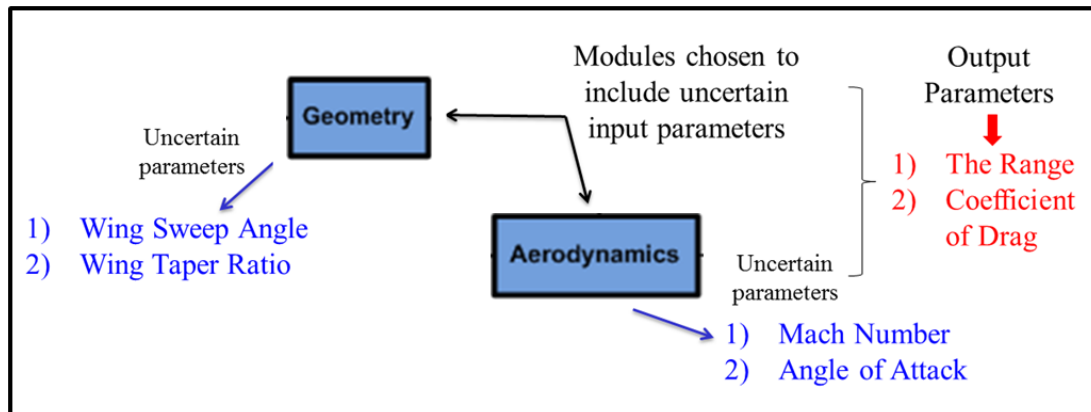 Modules chosen to
include uncertain
input parameters
Output
Parameters
Geometry
Uncertain
parameters
1) The Range
2) Coefficient
of Drag
1) Wing Sweep Angle
2) Wing Taper Ratio
Aerodynamics
Uncertain
parameters
1) Mach Number
2) Angle of Attack